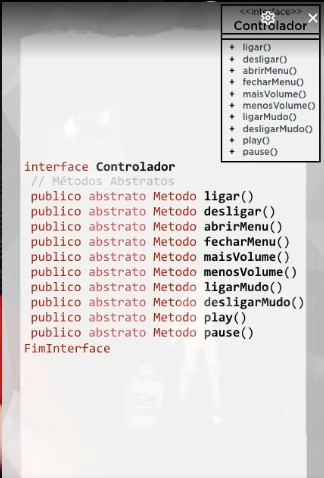 <<interface>>
Controlador
+ ligar()
+ desligar()
+ abrirMenu()
+ fecharMenu()
+ maisVolume()
+ menosVolume()
+ ligarMudo()
+ desligarMudo()
+ play()
+ pause()
interface Controlador
// Métodos Abstratos
publico abstrato Metodo ligar()
publico abstrato Metodo desligar()
publico abstrato Metodo abrirMenu()
publico abstrato Metodo fecharMenu()
publico abstrato Metodo maisVolume()
publico abstrato Metodo menosVolume()
publico abstrato Metodo ligarMudo()
publico abstrato Metodo desligarMudo()
publico abstrato Metodo play()
publico abstrato Metodo pause()
FimInterface